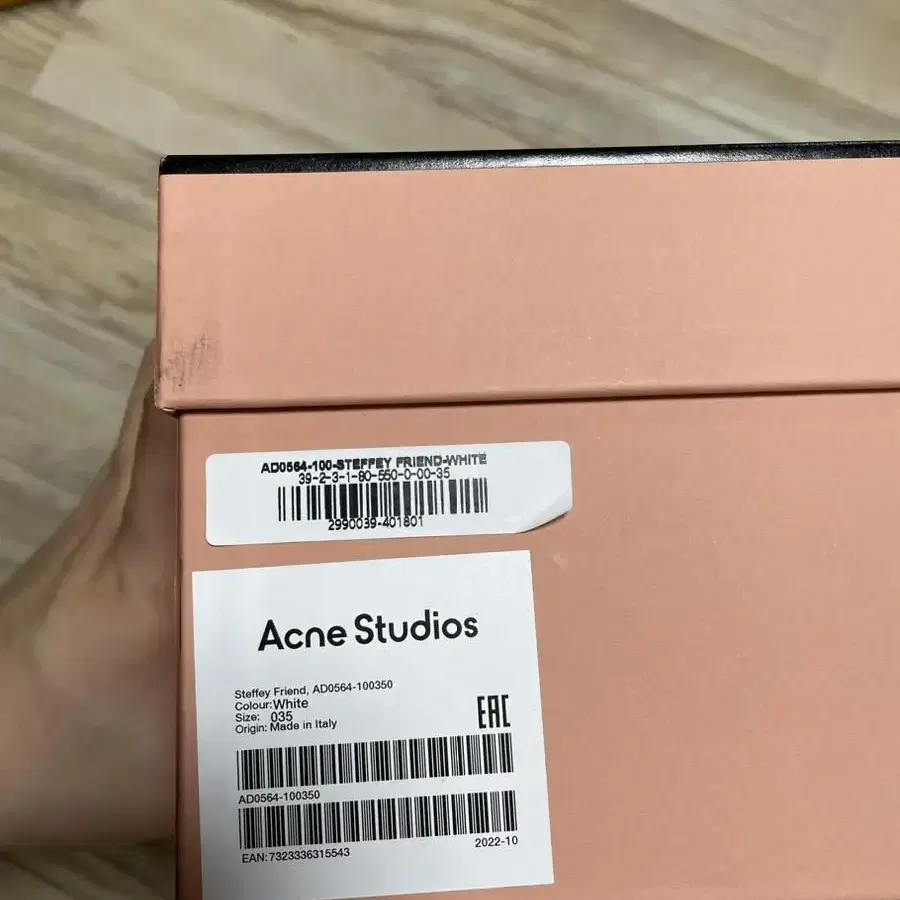 AD0564-100-STEFFEY FRIEND-WHITE
39-2-3-1-80-550-0-00-35
2990039-401801
Acne Studios
Steffey Friend, AD0564-100350
Colour: White
Size: 035
Origin: Made in Italy
EAC
AD0564-100350
EAN: 7323336315543
2022-10